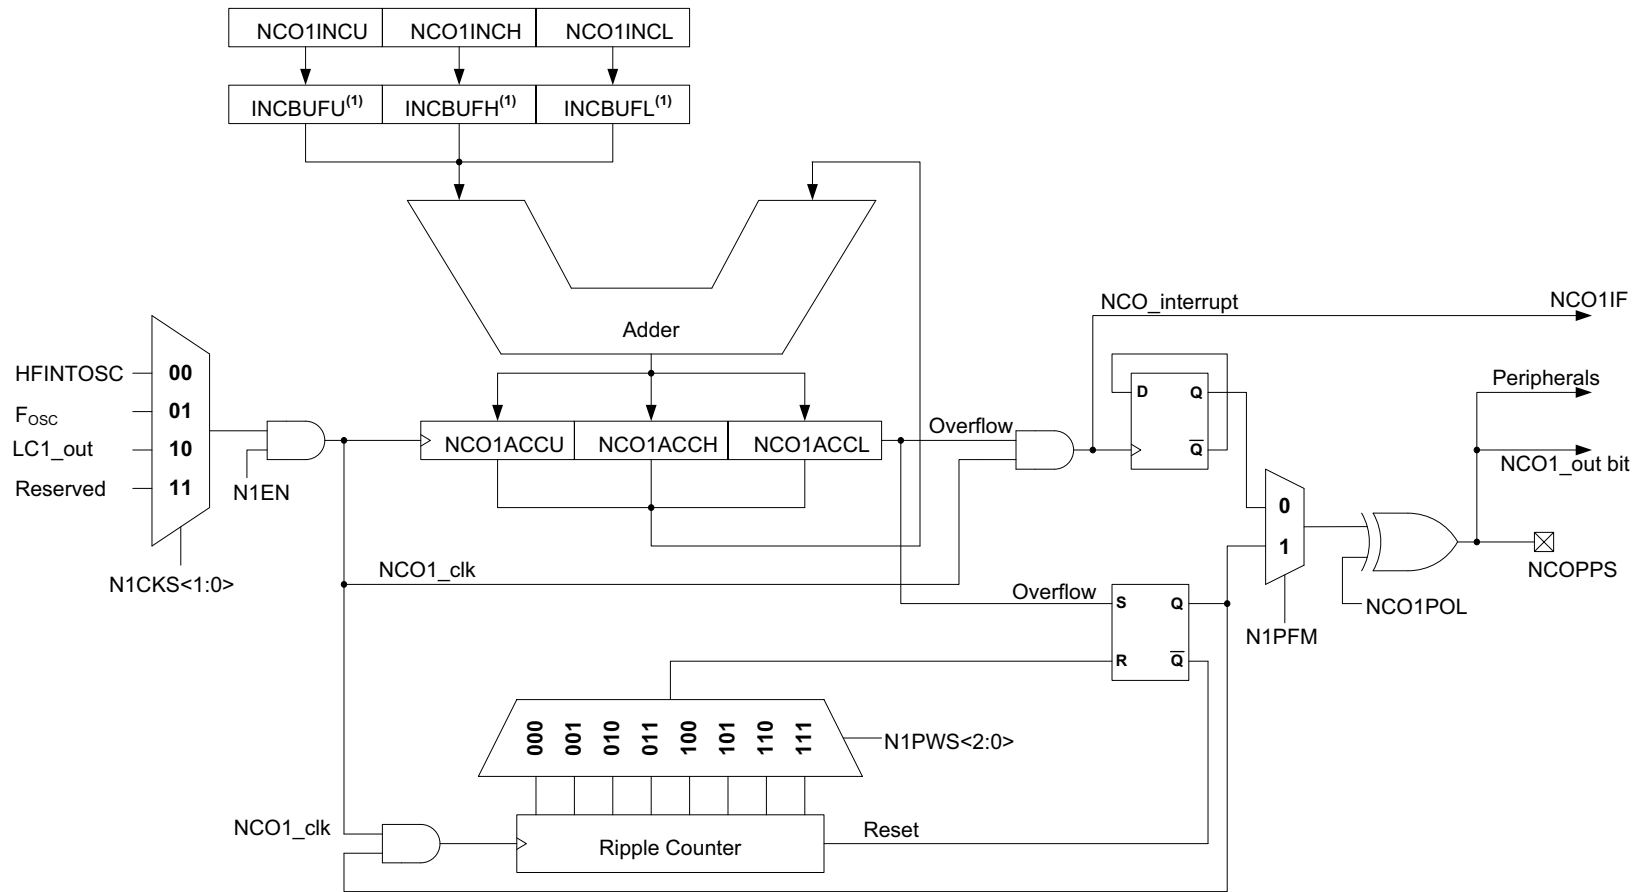 NCO1INCU NCO1INCH NCO1INCL
INCBUFU(1) INCBUFH(1) INCBUFL(1)
Adder
NCO_interrupt
NCO1IF
HFINTOSC 00
FOSC 01
LC1_out 10
Reserved 11
N1EN
N1CKS<1:0>
NCO1ACCU NCO1ACCH NCO1ACCL
Overflow
D Q
Q̅
Peripherals
NCO1_out bit
0
1
NCOPPS
NCO1POL
N1PFM
NCO1_clk
Overflow
S Q
R Q̅
000 001 010 011 100 101 110 111
N1PWS<2:0>
NCO1_clk
Ripple Counter
Reset